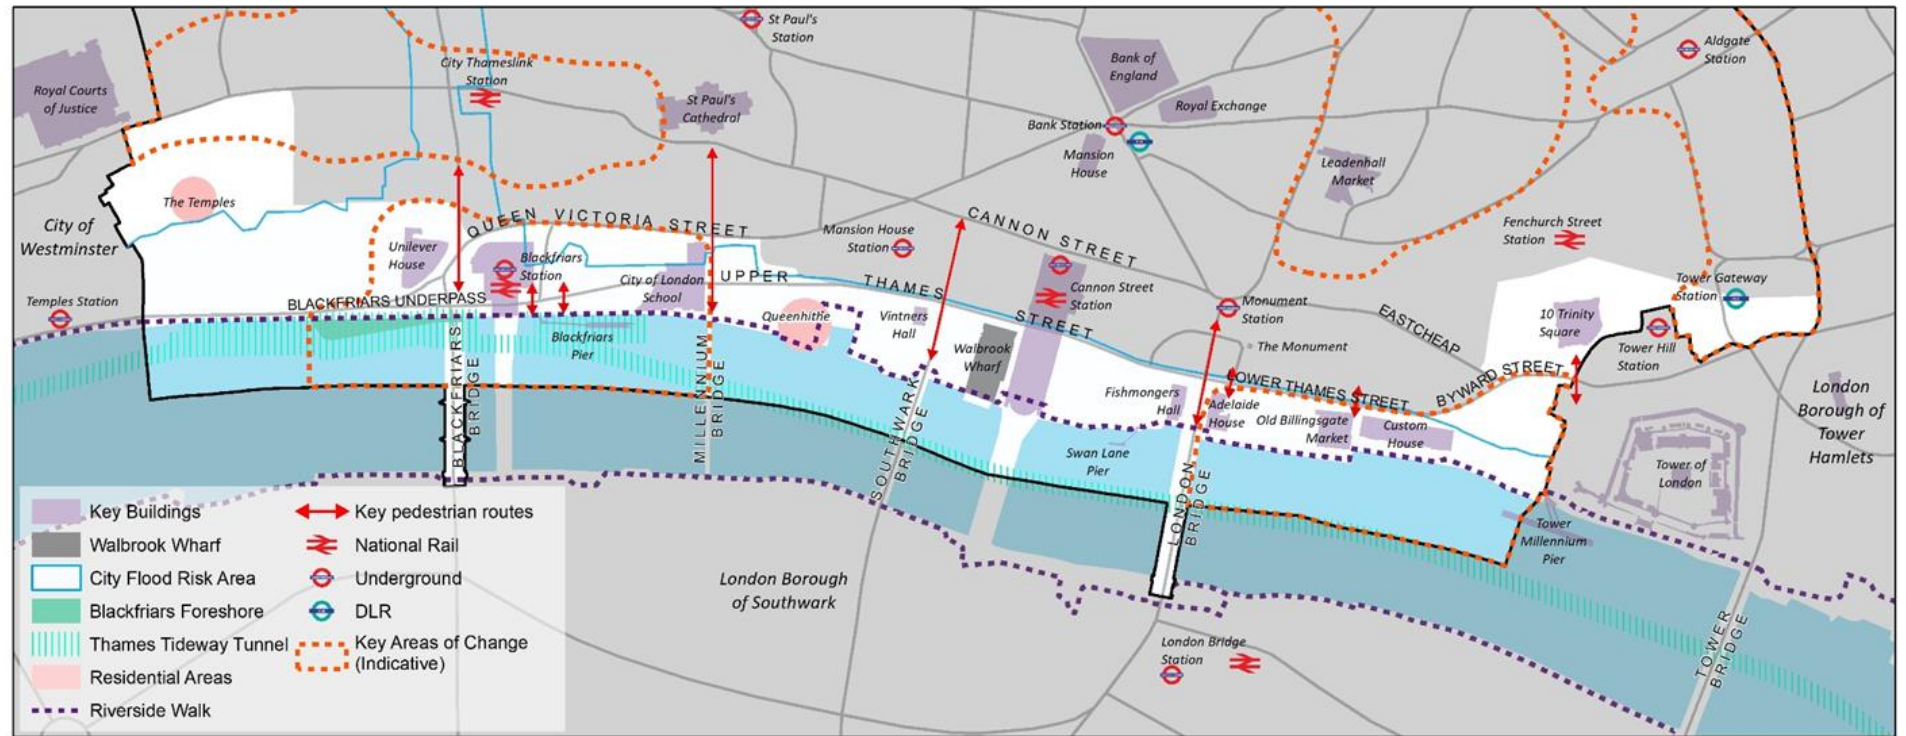 St Paul's
Station
Aldgate
Station
City Thameslink
Station
Bank of
England
Royal Courts
of Justice
St Paul's
Cathedral
Royal Exchange
Bank Station
Mansion
House
Leadenhall
Market
The Temples
City of
Westminster
QUEEN VICTORIA STREET
CANNON STREET
Mansion House
Station
Fenchurch Street
Station
Unilever
House
Blackfriars
Station
City of London
School
UPPER THAMES STREET
Cannon Street
Station
Tower Gateway
Station
Temples Station
BLACKFRIARS UNDERPASS
Queenhithe
Vintners
Hall
Monument
Station
EASTCHEAP
10 Trinity
Square
Blackfriars
Pier
Walbrook
Wharf
The Monument
Tower Hill
Station
BLACKFRIARS
BRIDGE
MILLENNIUM
BRIDGE
SOUTHWARK
BRIDGE
Fishmongers
Hall
Adelaide
House
LOWER THAMES STREET
BYWARD STREET
Old Billingsgate
Market
Custom
House
London
Borough of
Tower
Hamlets
Swan Lane
Pier
LONDON
BRIDGE
Tower of
London
Tower
Millennium
Pier
London Borough
of Southwark
London Bridge
Station
TOWER
BRIDGE
Key Buildings
Walbrook Wharf
City Flood Risk Area
Blackfriars Foreshore
Thames Tideway Tunnel
Residential Areas
Riverside Walk
Key pedestrian routes
National Rail
Underground
DLR
Key Areas of Change
(Indicative)